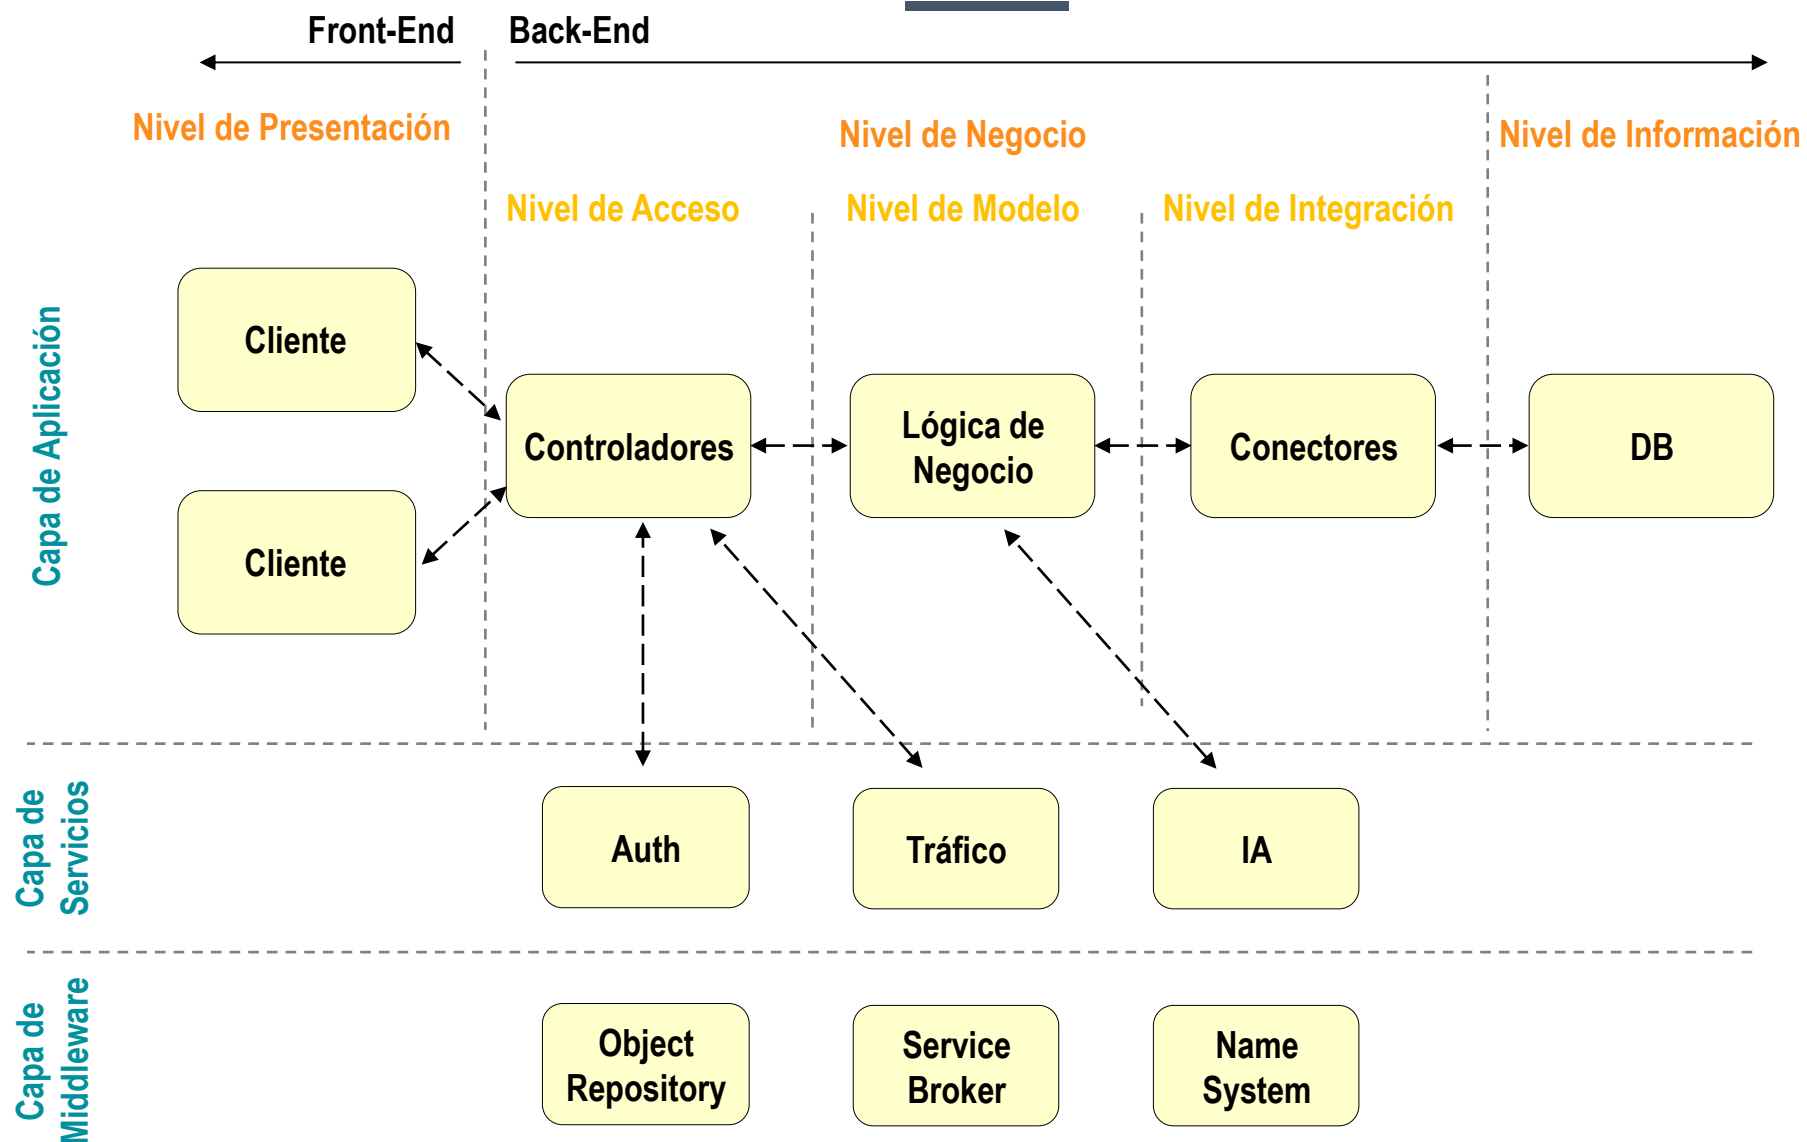 Front-End
Back-End
Nivel de Presentación
Nivel de Negocio
Nivel de Información
Nivel de Acceso
Nivel de Modelo
Nivel de Integración
Capa de Aplicación
Cliente
Cliente
Controladores
Lógica de
Negocio
Conectores
DB
Capa de
Servicios
Auth
Tráfico
IA
Capa de
Middleware
Object
Repository
Service
Broker
Name
System